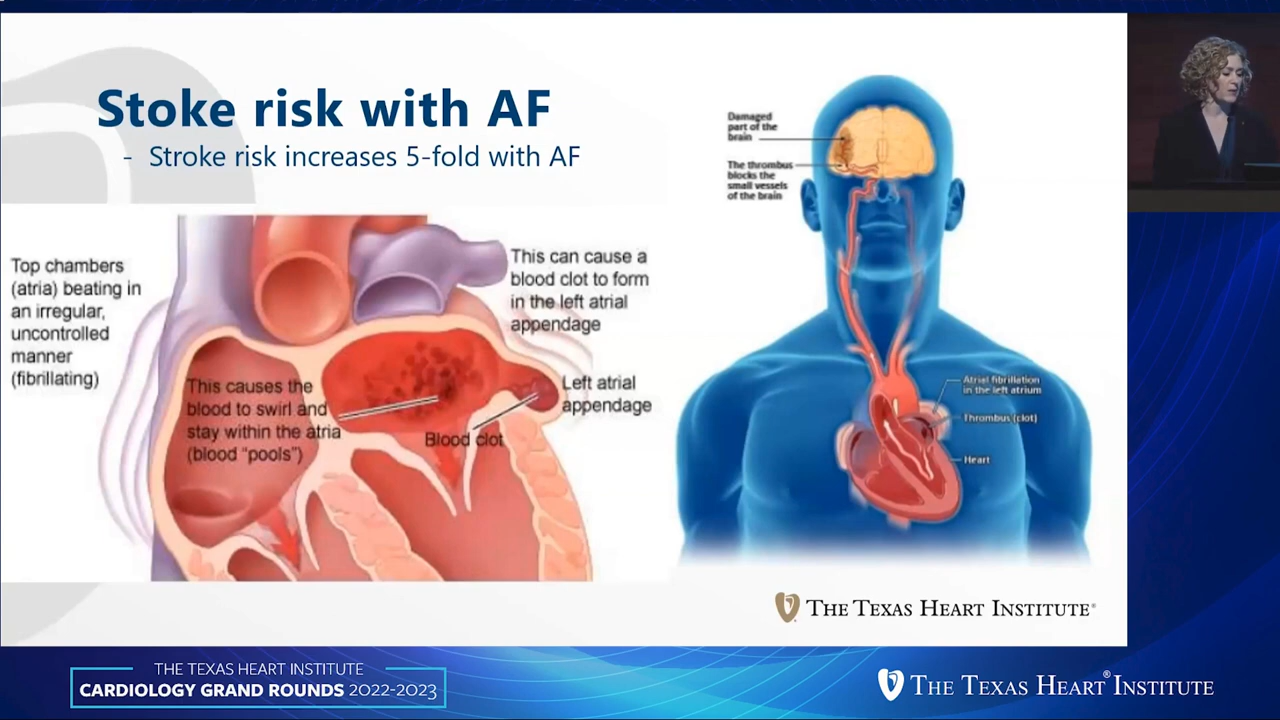 Stoke risk with AF
- Stroke risk increases 5-fold with AF
Top chambers
(atria) beating in
an irregular,
uncontrolled
manner
(fibrillating)
This causes the
blood to swirl and
stay within the atria
(blood “pools”)
This can cause a
blood clot to form
in the left atrial
appendage
Left atrial
appendage
Blood clot
Damaged
part of the
brain
The thrombus
blocks the
small vessels
of the brain
Atrial fibrillation
in the left atrium
Thrombus (clot)
Heart
THE TEXAS HEART INSTITUTE®
THE TEXAS HEART INSTITUTE
CARDIOLOGY GRAND ROUNDS 2022-2023
THE TEXAS HEART® INSTITUTE